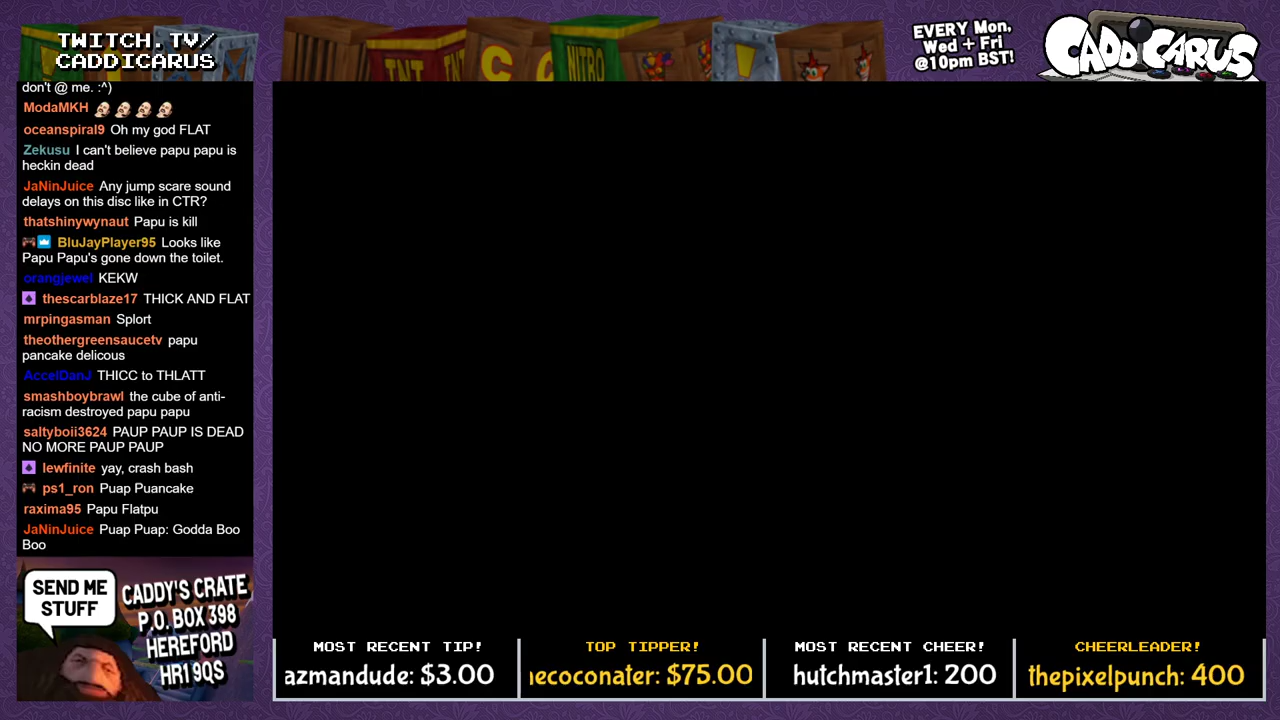 TWITCH.TV/
CADDICARUS
TNT
TNT
C
NITRO
EVERY Mon,
Wed + Fri
@10pm BST!
CADDICARUS
don't @ me. :^)
ModaMKH
oceanspiral9 Oh my god FLAT
Zekusu I can't believe papu papu is
heckin dead
JaNinJuice Any jump scare sound
delays on this disc like in CTR?
thatshinywynaut Papu is kill
BluJayPlayer95 Looks like
Papu Papu's gone down the toilet.
orangjewel KEKW
thescarblaze17 THICK AND FLAT
mrpingasman Splort
theothergreensaucetv papu
pancake delicous
AccelDanJ THICC to THLATT
smashboybrawl the cube of anti-
racism destroyed papu papu
saltyboii3624 PAUP PAUP IS DEAD
NO MORE PAUP PAUP
lewfinite yay, crash bash
ps1_ron Puap Puancake
raxima95 Papu Flatpu
JaNinJuice Puap Puap: Godda Boo
Boo
SEND ME
STUFF
CADDY'S CRATE
P.O. BOX 398
HEREFORD
HR1 9QS
MOST RECENT TIP!
azmandude: $3.00
TOP TIPPER!
ecoconater: $75.00
MOST RECENT CHEER!
hutchmaster1: 200
CHEERLEADER!
thepixelpunch: 400